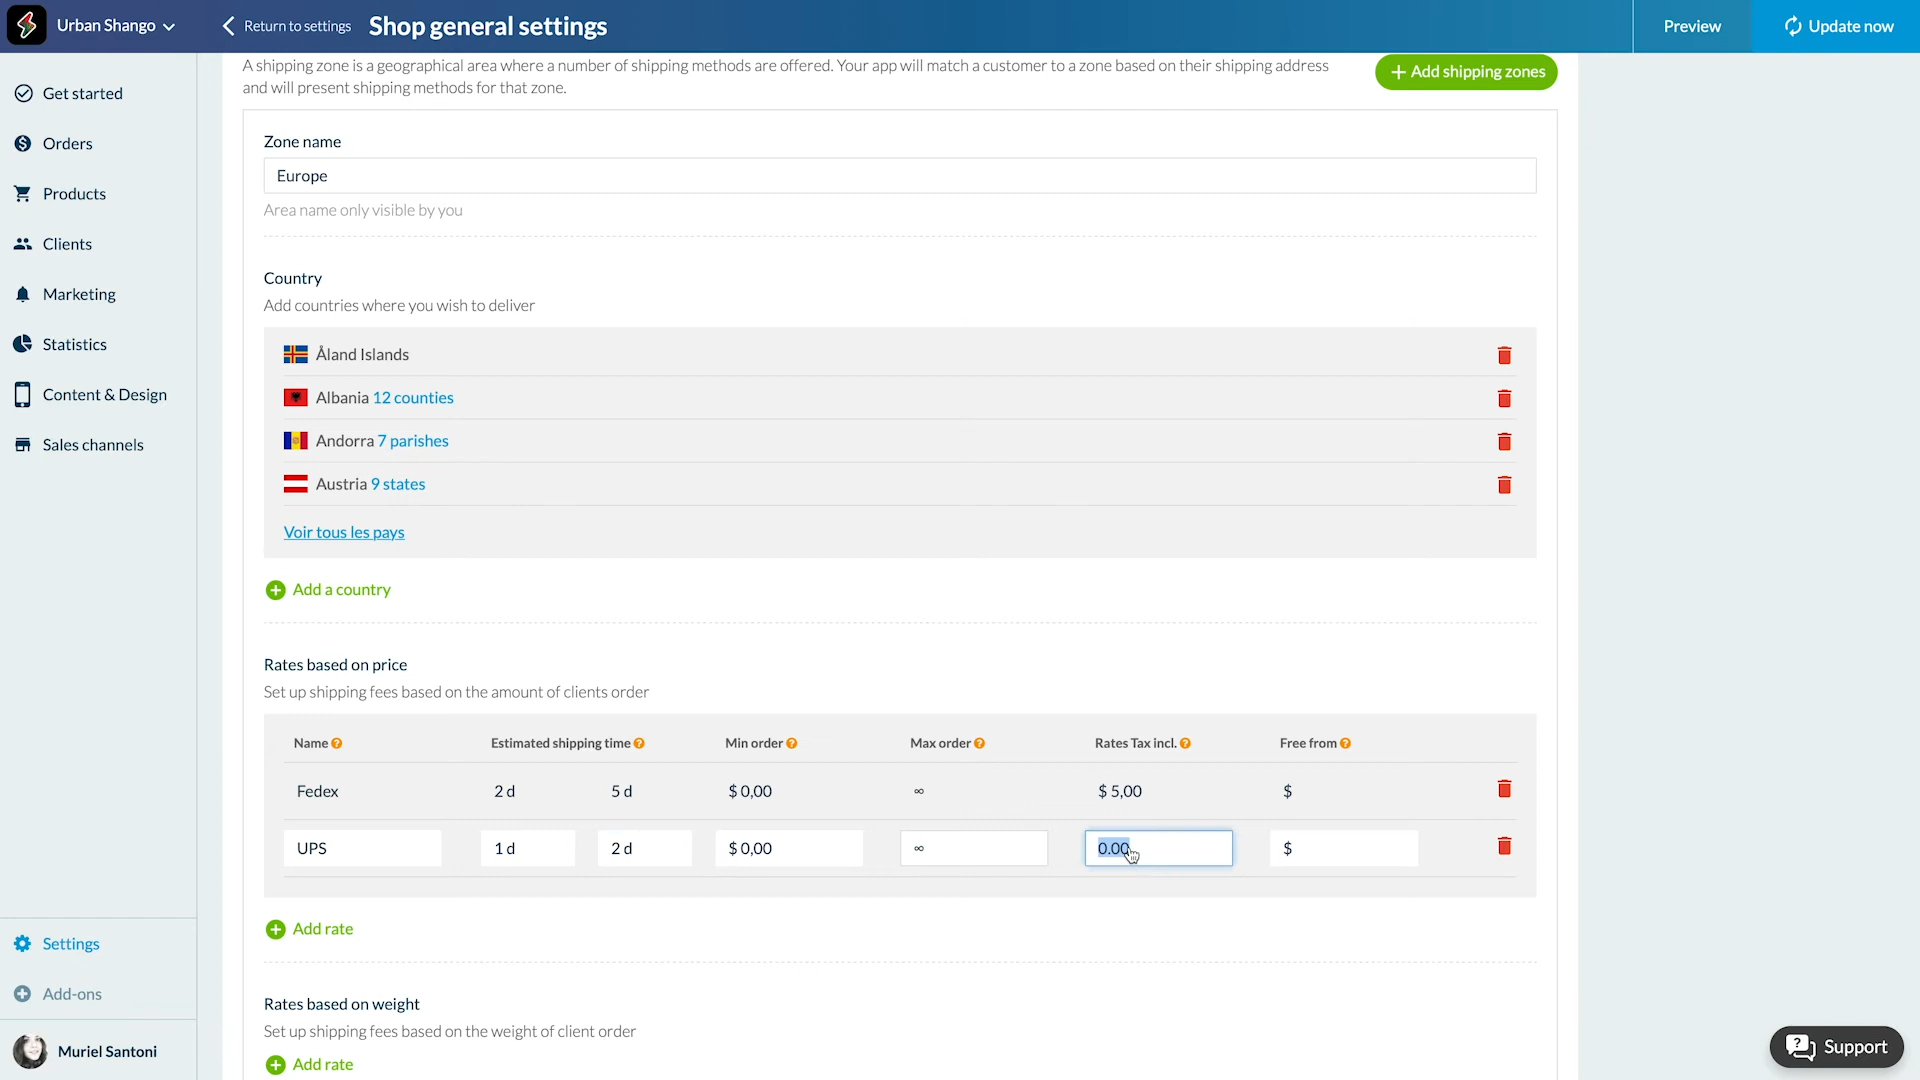 Urban Shango
Return to settings
Shop general settings
Preview
Update now
Get started
Orders
Products
Clients
Marketing
Statistics
Content & Design
Sales channels
Settings
Add-ons
Muriel Santoni
A shipping zone is a geographical area where a number of shipping methods are offered. Your app will match a customer to a zone based on their shipping address
and will present shipping methods for that zone.
+ Add shipping zones
Zone name
Europe
Area name only visible by you
Country
Add countries where you wish to deliver
Åland Islands
Albania 12 counties
Andorra 7 parishes
Austria 9 states
Voir tous les pays
Add a country
Rates based on price
Set up shipping fees based on the amount of clients order
Name ? Estimated shipping time ? Min order ? Max order ? Rates Tax incl. ? Free from ?
Fedex 2 d 5 d $ 0,00 ∞ $ 5,00 $
UPS 1 d 2 d $ 0,00 ∞ 0.00 $
Add rate
Rates based on weight
Set up shipping fees based on the weight of client order
Add rate
Support